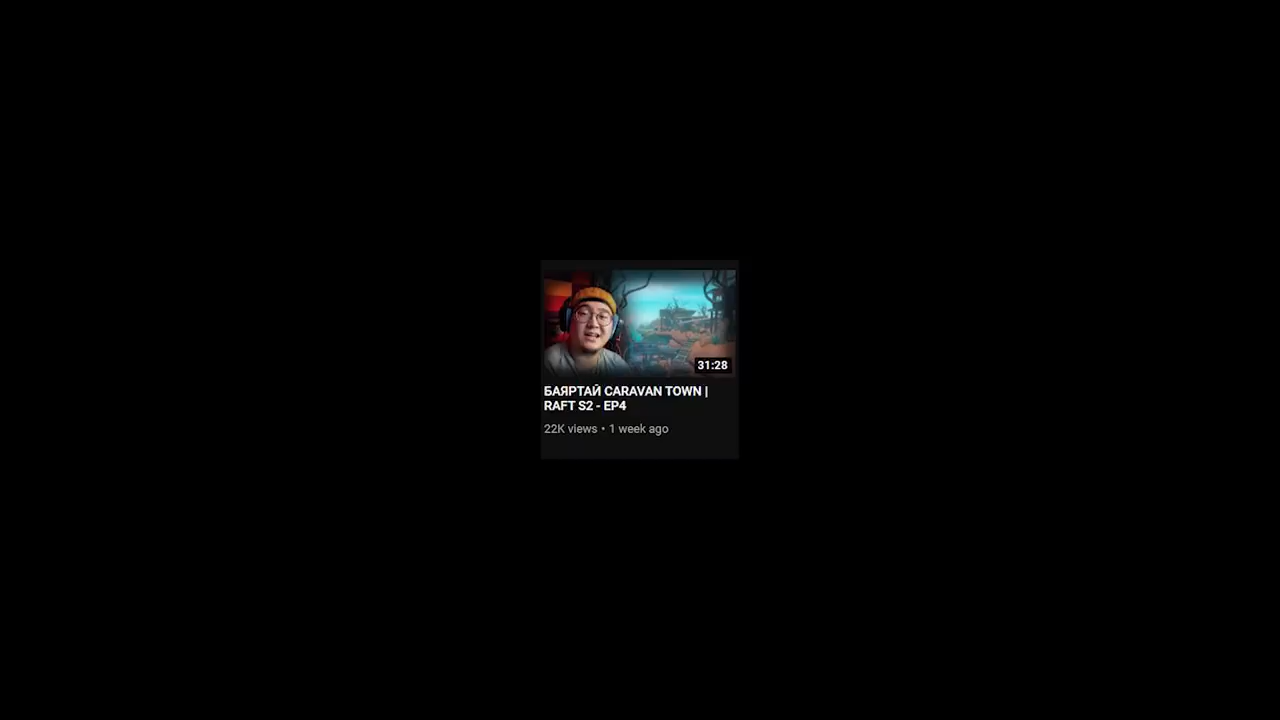 31:28
БАЯРТАЙ CARAVAN TOWN |
RAFT S2 - EP4
22K views • 1 week ago